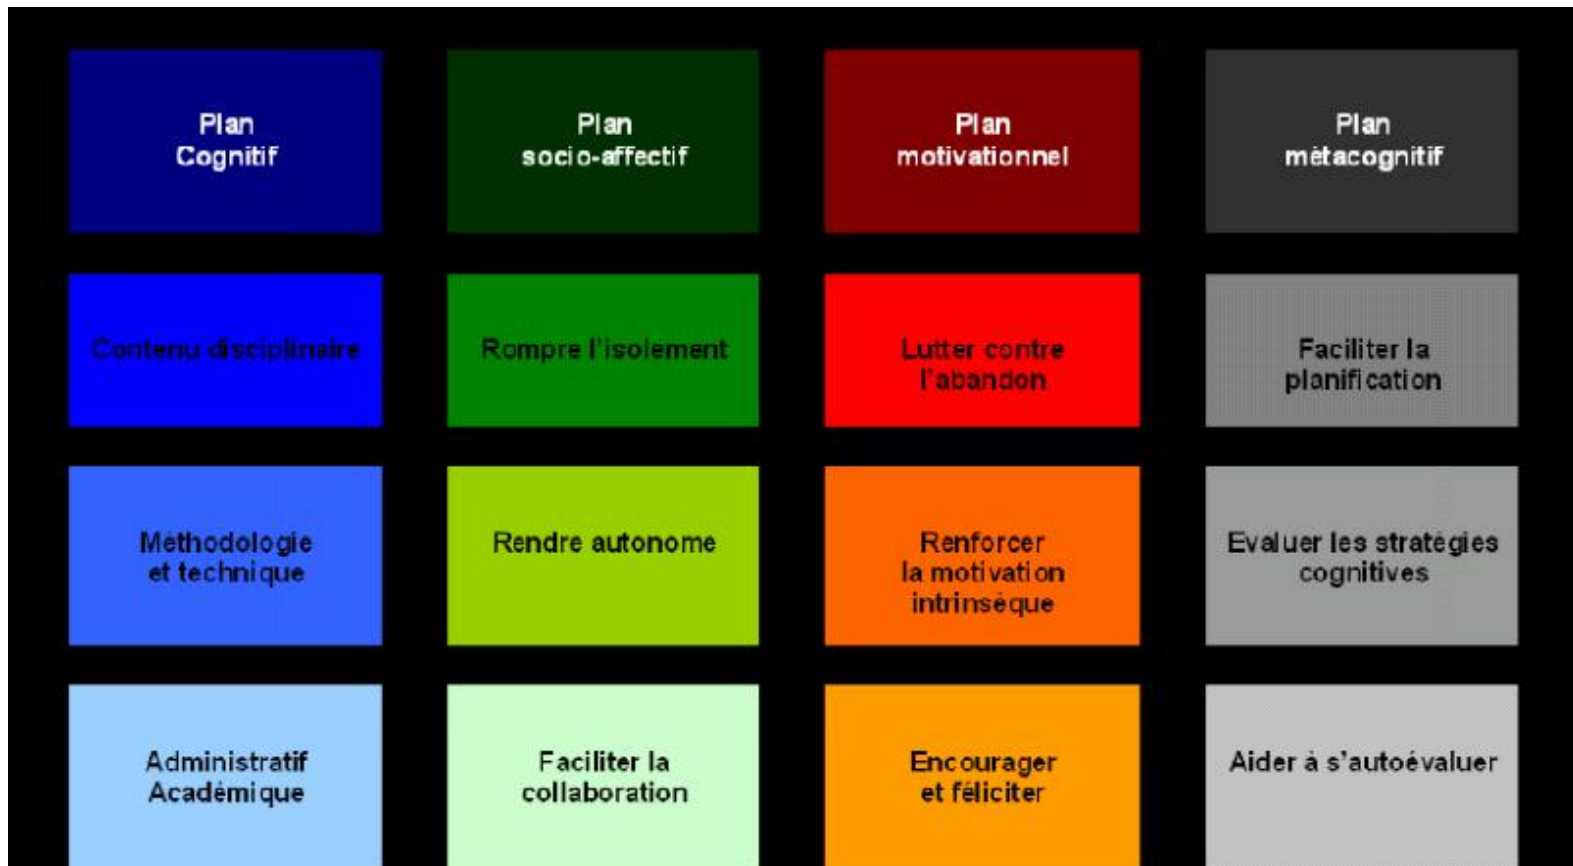 Plan
Cognitif
Plan
socio-affectif
Plan
motivationnel
Plan
métacognitif
Contenu disciplinaire
Rompre l'isolement
Lutter contre
l'abandon
Faciliter la
planification
Méthodologie
et technique
Rendre autonome
Renforcer
la motivation
intrinséque
Evaluer les stratégies
cognitives
Administratif
Académique
Faciliter la
collaboration
Encourager
et féliciter
Aider à s'autoévaluer